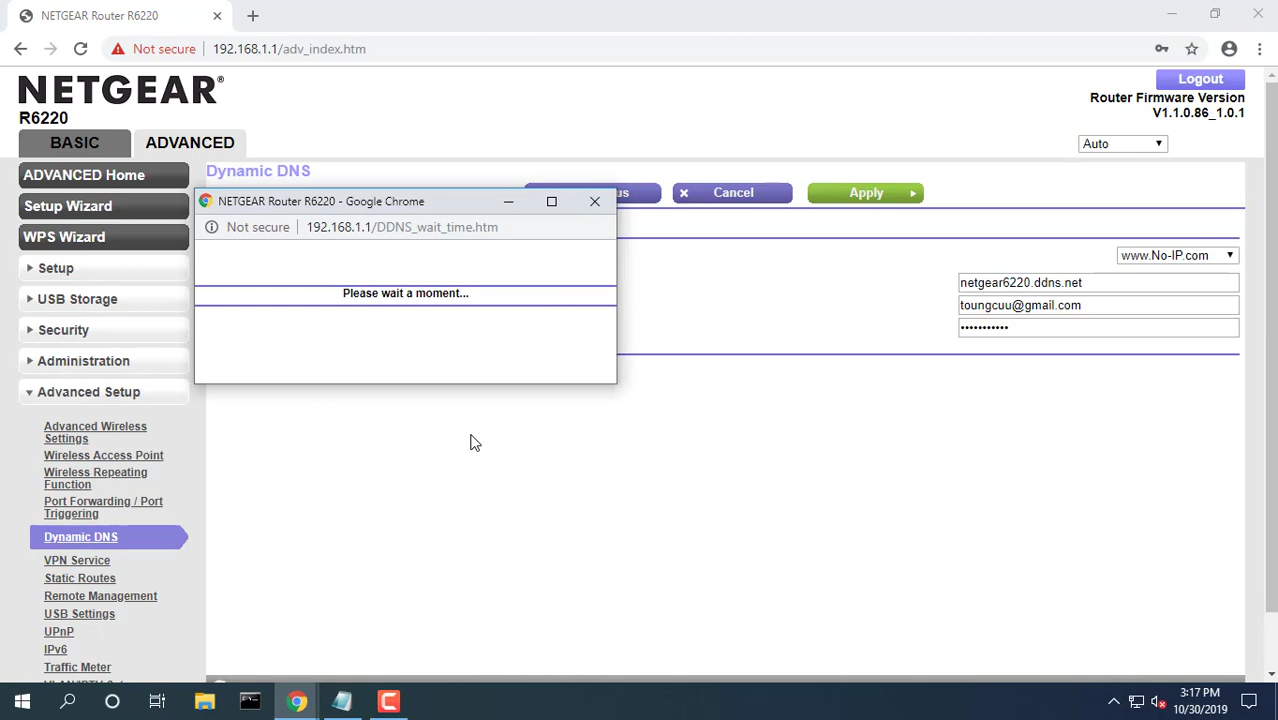 NETGEAR Router R6220
Not secure
192.168.1.1/adv_index.htm
NETGEAR®
R6220
Logout
Router Firmware Version
V1.1.0.86_1.0.1
BASIC
ADVANCED
Auto
ADVANCED Home
Setup Wizard
WPS Wizard
Setup
USB Storage
Security
Administration
Advanced Setup
Advanced Wireless
Settings
Wireless Access Point
Wireless Repeating
Function
Port Forwarding / Port
Triggering
Dynamic DNS
VPN Service
Static Routes
Remote Management
USB Settings
UPnP
IPv6
Traffic Meter
Dynamic DNS
Cancel
Apply
www.No-IP.com
netgear6220.ddns.net
toungcuu@gmail.com
•••••••••••
NETGEAR Router R6220 - Google Chrome
Not secure
192.168.1.1/DDNS_wait_time.htm
Please wait a moment...
3:17 PM
10/30/2019